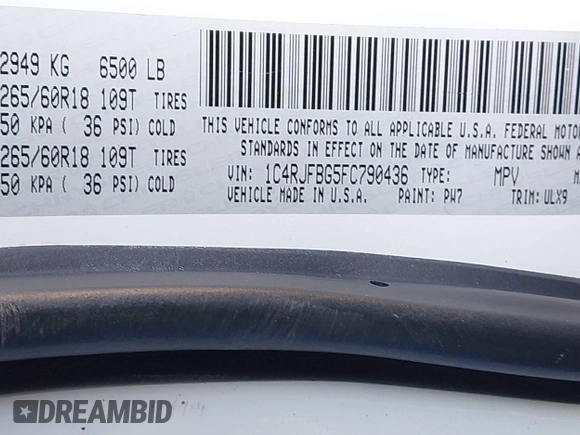 2949 KG 6500 LB
265/60R18 109T TIRES
50 KPA ( 36 PSI) COLD
265/60R18 109T TIRES
50 KPA ( 36 PSI) COLD
THIS VEHICLE CONFORMS TO ALL APPLICABLE U.S.A. FEDERAL MOTOR
STANDARDS IN EFFECT ON THE DATE OF MANUFACTURE SHOWN A
VIN: 1C4RJFBG5FC790436 TYPE: MPV
VEHICLE MADE IN U.S.A. PAINT: PW7 TRIM: ULX9
DREAMBID